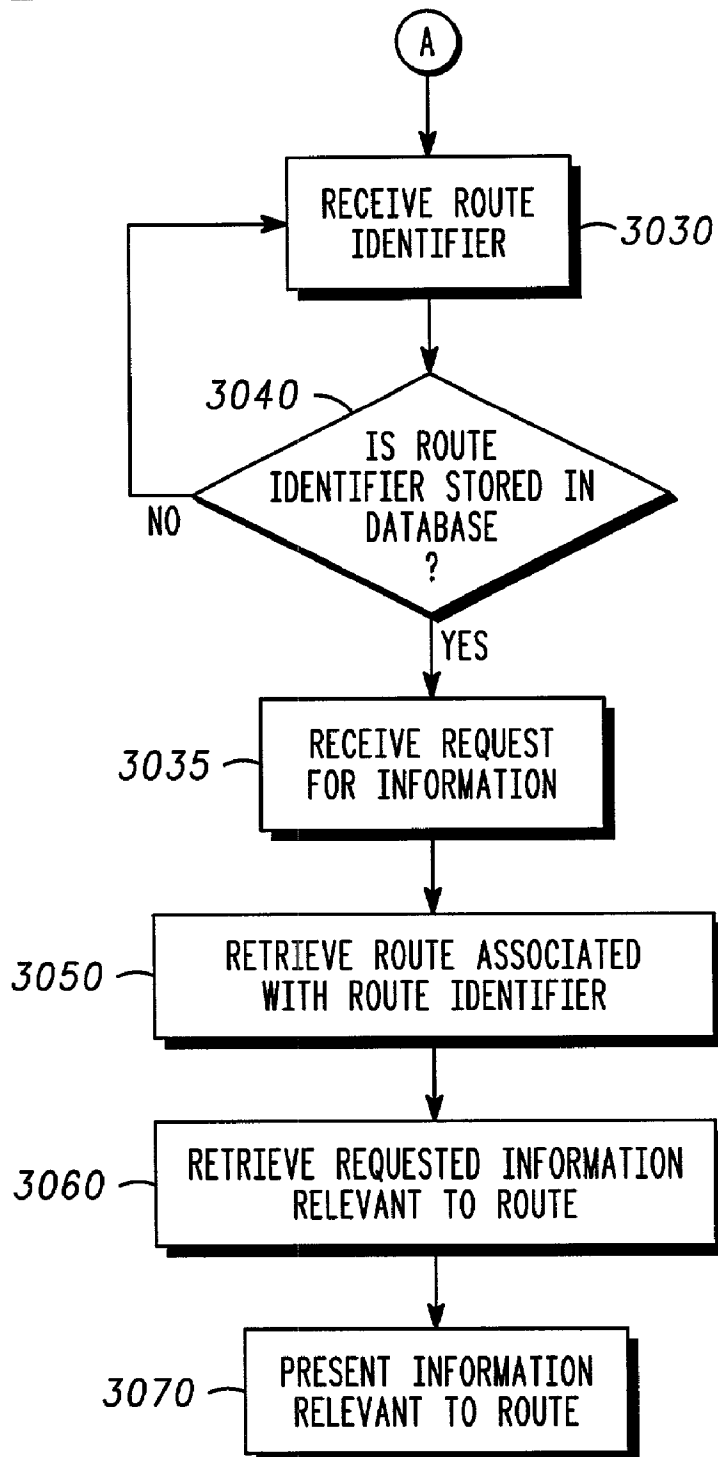 A
RECEIVE ROUTE
IDENTIFIER
3030
3040
IS ROUTE
IDENTIFIER STORED IN
DATABASE
?
NO
YES
3035
RECEIVE REQUEST
FOR INFORMATION
3050
RETRIEVE ROUTE ASSOCIATED
WITH ROUTE IDENTIFIER
3060
RETRIEVE REQUESTED INFORMATION
RELEVANT TO ROUTE
3070
PRESENT INFORMATION
RELEVANT TO ROUTE